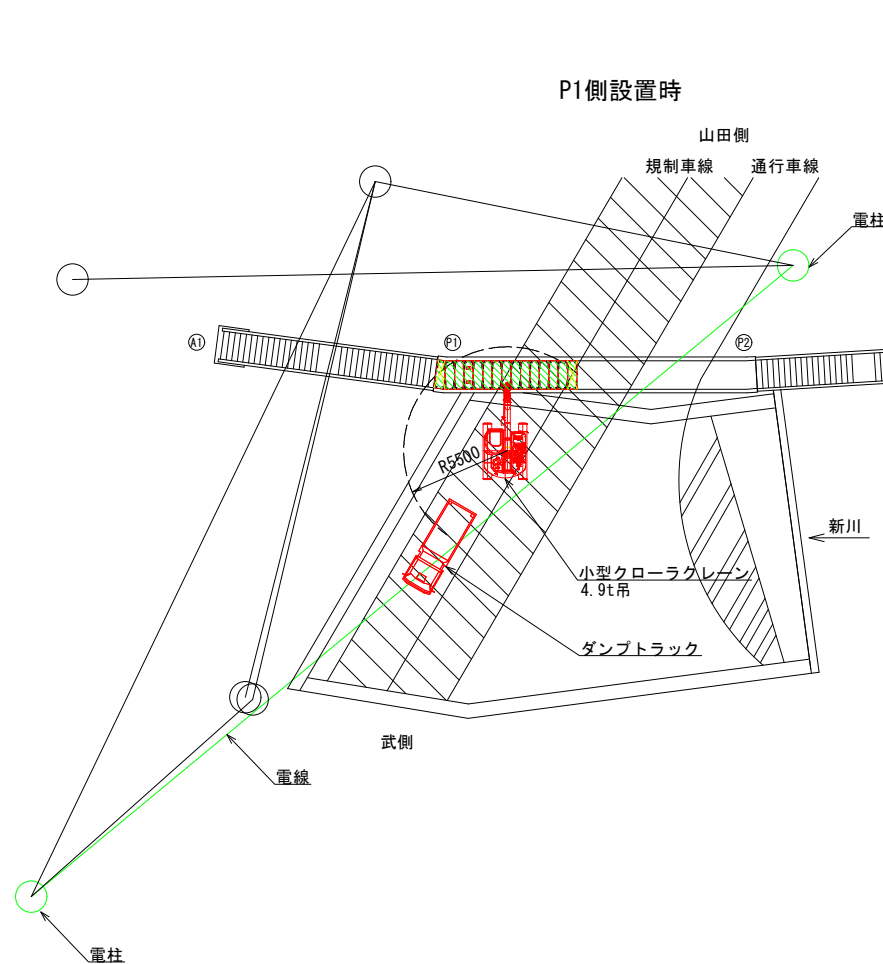 P1側設置時
山田側
規制車線
通行車線
電柱
A1
P1
P2
R5500
新川
小型クローラクレーン
4.9t吊
ダンプトラック
武側
電線
電柱